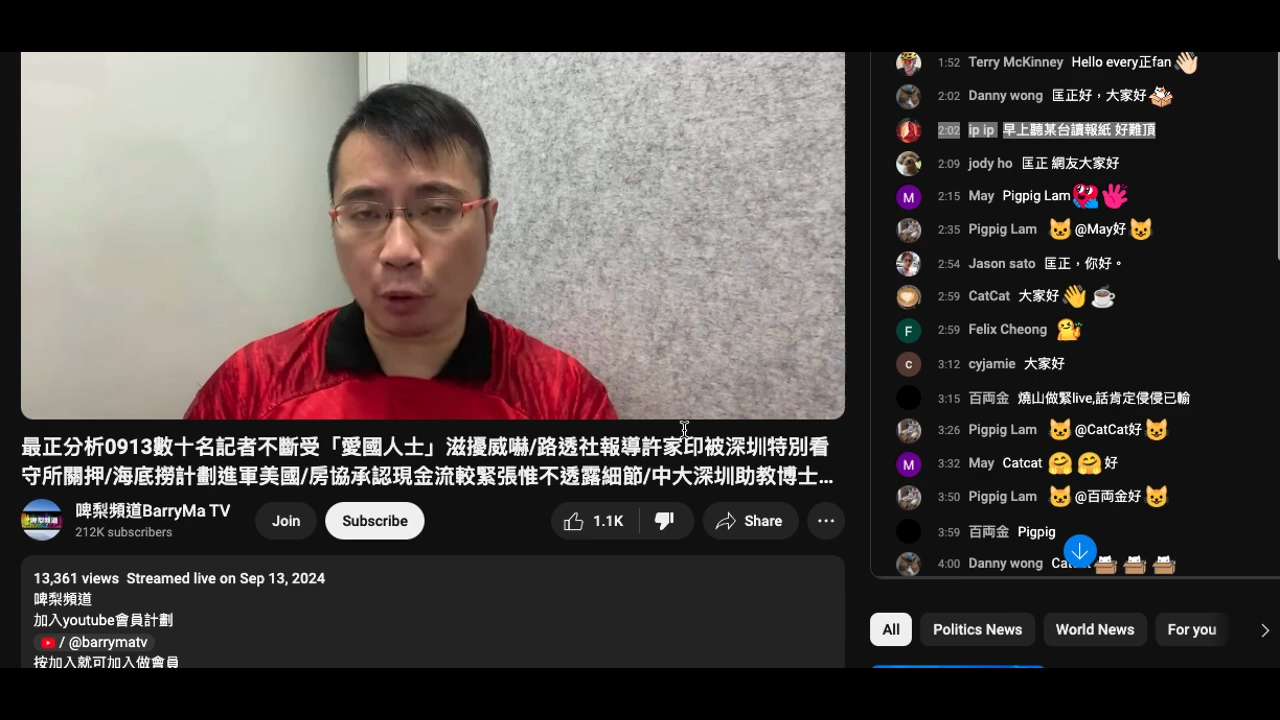 最正分析0913數十名記者不斷受「愛國人士」滋擾威嚇/路透社報導許家印被深圳特別看
守所關押/海底撈計劃進軍美國/房協承認現金流較緊張惟不透露細節/中大深圳助教博士...
啤梨頻道BarryMa TV
212K subscribers
Join
Subscribe
1.1K
Share
13,361 views Streamed live on Sep 13, 2024
啤梨頻道
加入youtube會員計劃
/ @barrymatv
按加入就可加入做會員
1:52 Terry McKinney Hello every正fan
2:02 Danny wong 匡正好，大家好
2:02 ip ip 早上聽某台讀報紙 好難頂
2:09 jody ho 匡正 網友大家好
M 2:15 May Pigpig Lam
2:35 Pigpig Lam @May好
2:54 Jason sato 匡正，你好。
2:59 CatCat 大家好
F 2:59 Felix Cheong
c 3:12 cyjamie 大家好
3:15 百両金 燒山做緊live,話肯定侵侵已輸
3:26 Pigpig Lam @CatCat好
M 3:32 May Catcat 好
3:50 Pigpig Lam @百両金好
3:59 百両金 Pigpig
4:00 Danny wong
All
Politics News
World News
For you